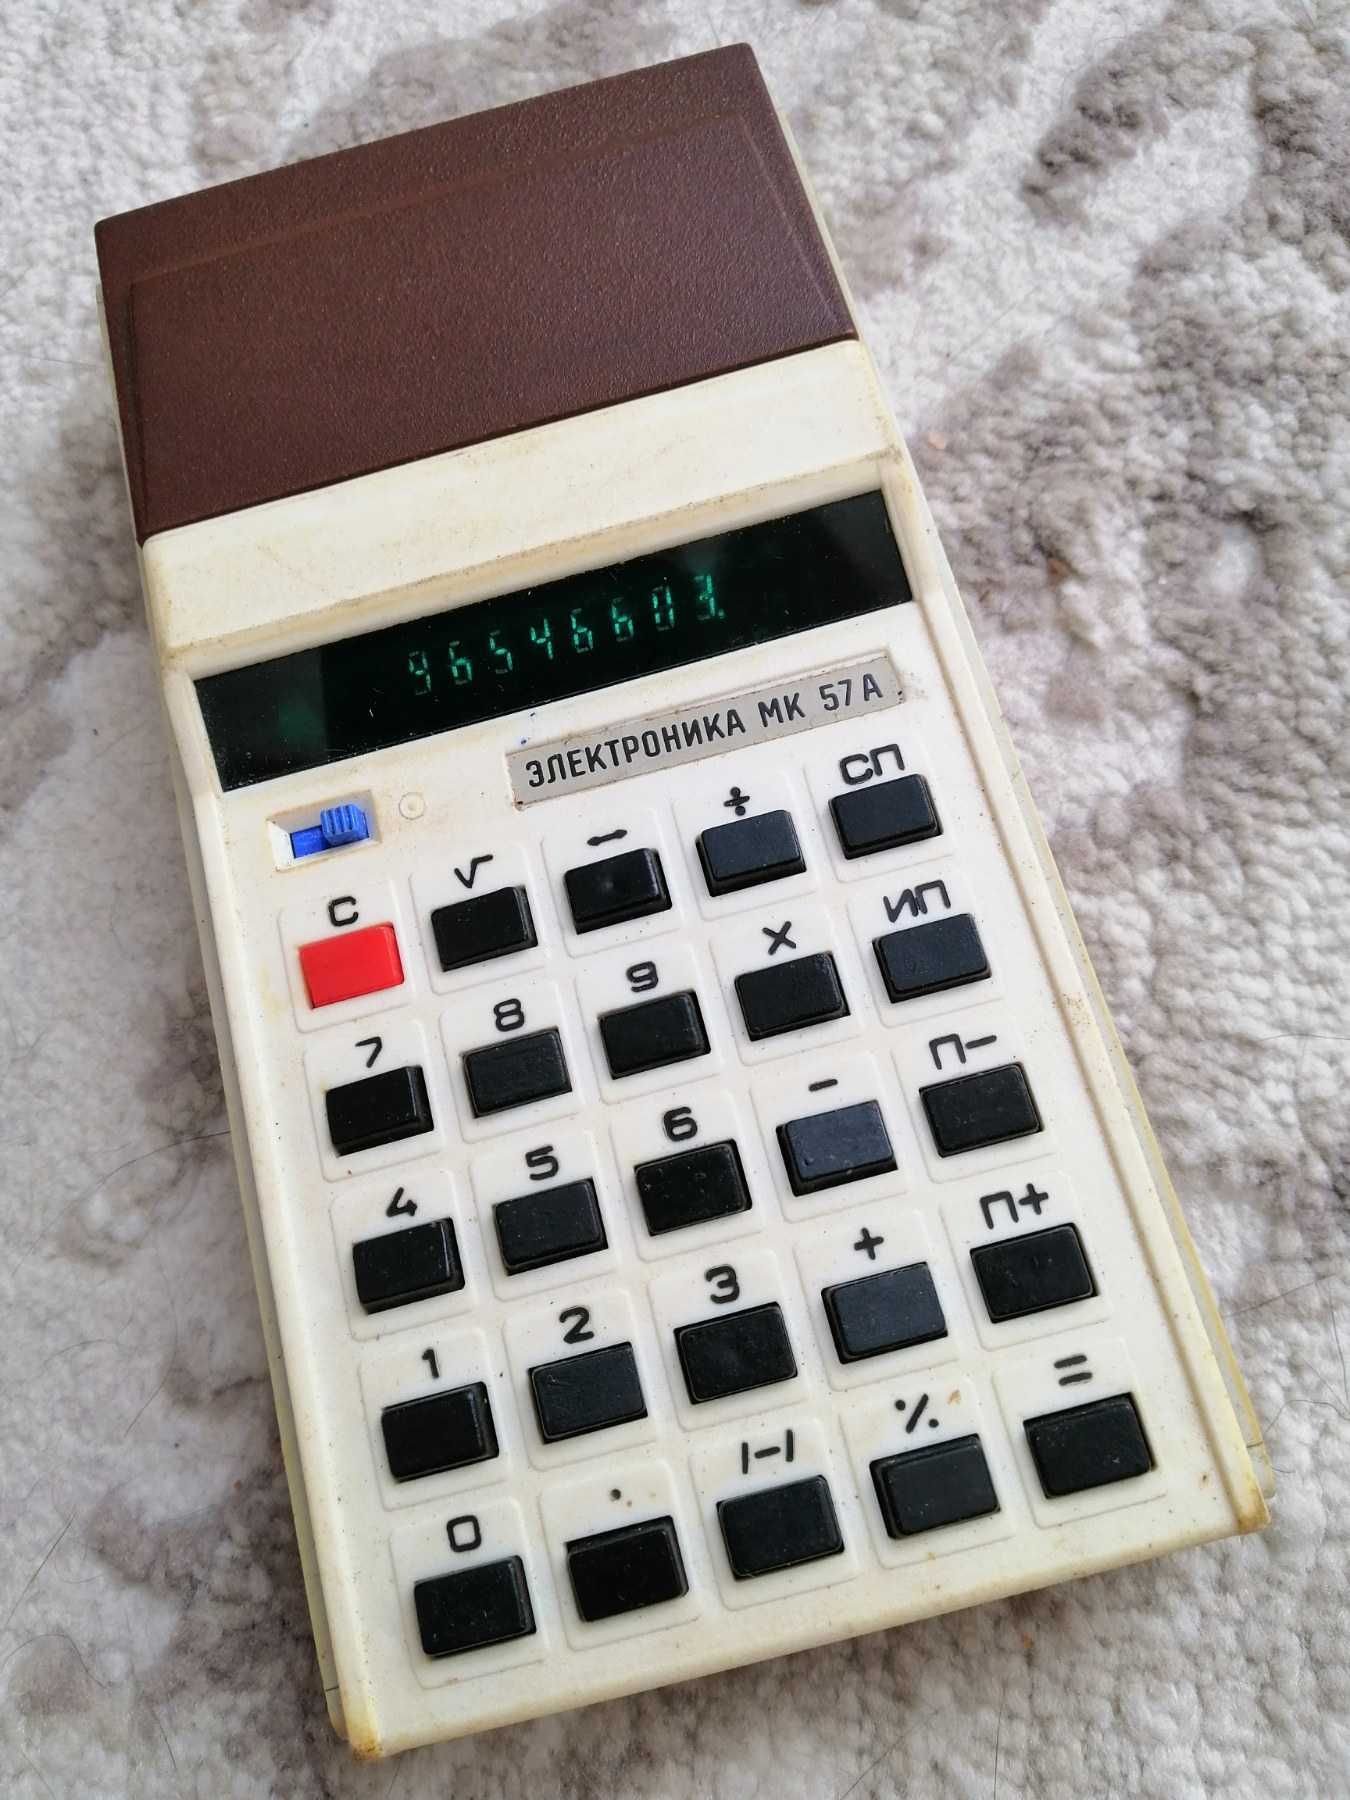 96546603.
ЭЛЕКТРОНИКА МК 57А
С √ ↔ ÷ СП
7 8 9 × ИП
4 5 6 - П-
1 2 3 + П+
0 . /-/ % =